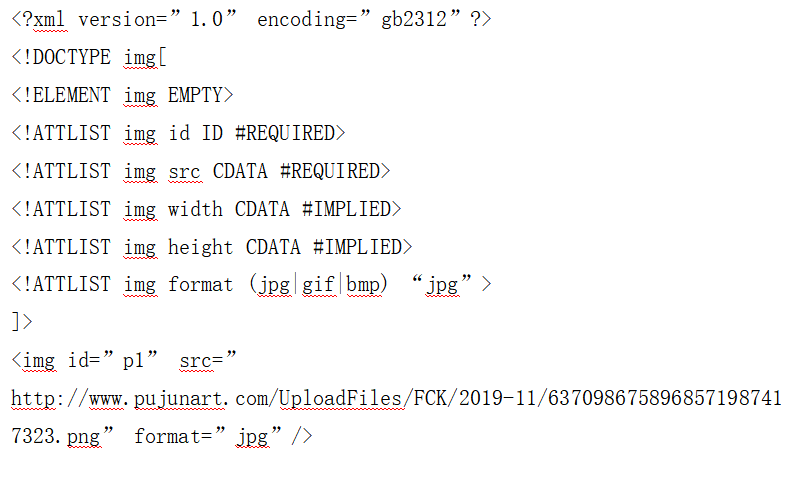 <?xml version=”1.0” encoding=”gb2312”?>
<!DOCTYPE img[
<!ELEMENT img EMPTY>
<!ATTLIST img id ID #REQUIRED>
<!ATTLIST img src CDATA #REQUIRED>
<!ATTLIST img width CDATA #IMPLIED>
<!ATTLIST img height CDATA #IMPLIED>
<!ATTLIST img format (jpg|gif|bmp) “jpg”>
]>
<img id=”p1” src=”
http://www.pujunart.com/UploadFiles/FCK/2019-11/637098675896857198741
7323.png” format=”jpg”/>